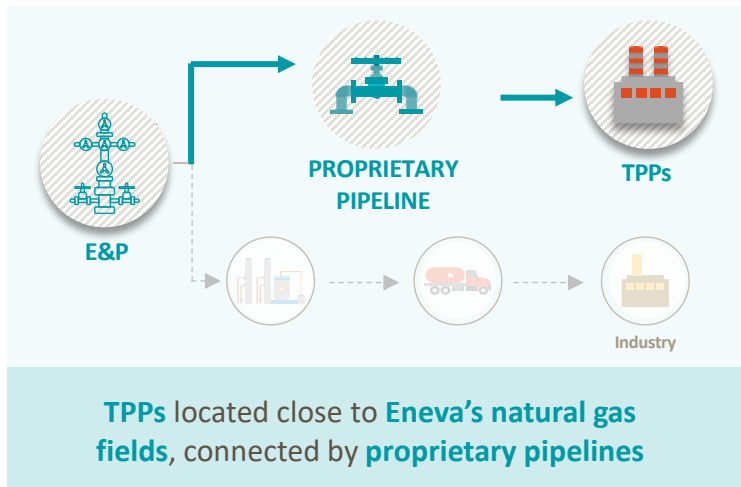 PROPRIETARY
PIPELINE
TPPs
E&P
Industry
TPPs located close to Eneva’s natural gas
fields, connected by proprietary pipelines